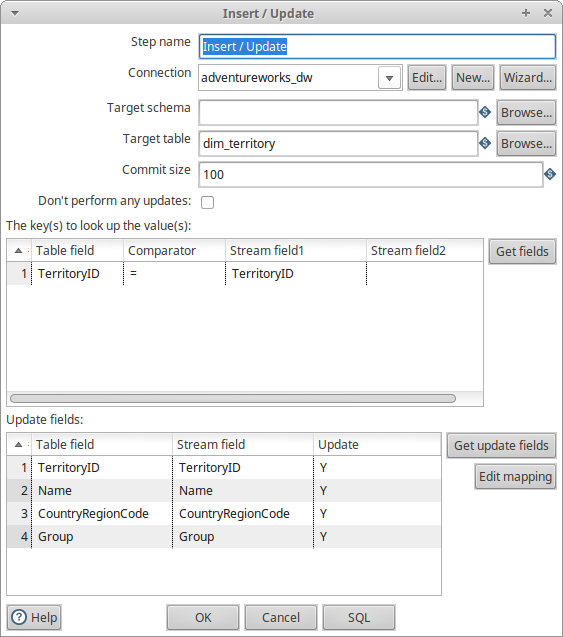 Insert / Update
Step name Insert / Update
Connection adventureworks_dw Edit... New... Wizard...
Target schema Browse...
Target table dim_territory Browse...
Commit size 100
Don't perform any updates:
The key(s) to look up the value(s):
Table field Comparator Stream field1 Stream field2 Get fields
1 TerritoryID = TerritoryID
Update fields:
Table field Stream field Update Get update fields
1 TerritoryID TerritoryID Y
Edit mapping
2 Name Name Y
3 CountryRegionCode CountryRegionCode Y
4 Group Group Y
Help OK Cancel SQL